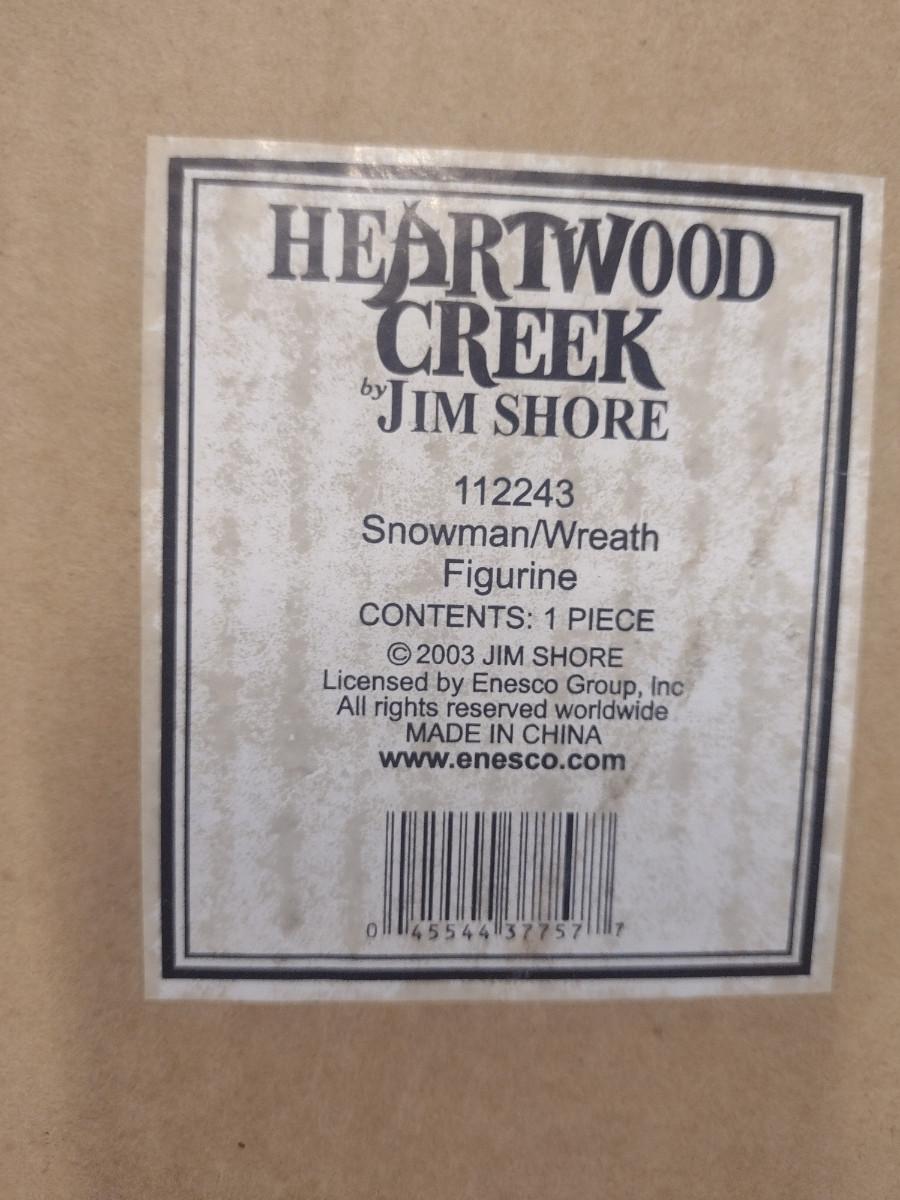 HEARTWOOD
CREEK
by JIM SHORE
112243
Snowman/Wreath
Figurine
CONTENTS: 1 PIECE
© 2003 JIM SHORE
Licensed by Enesco Group, Inc
All rights reserved worldwide
MADE IN CHINA
www.enesco.com
0 45544 37757 7